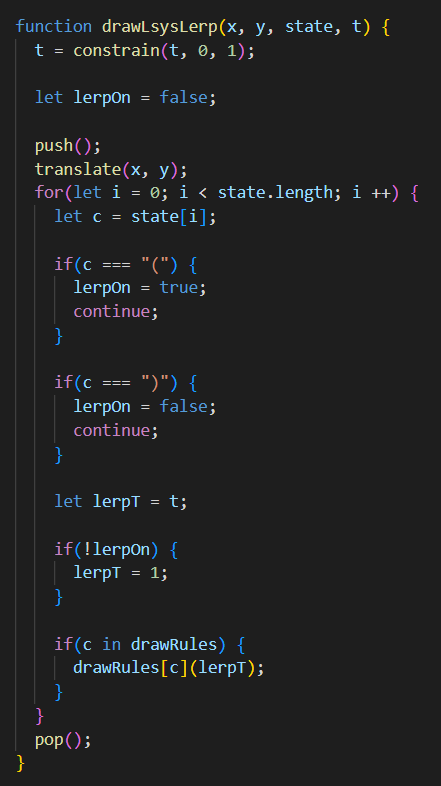 function drawLsysLerp(x, y, state, t) {
  t = constrain(t, 0, 1);

  let lerpOn = false;

  push();
  translate(x, y);
  for(let i = 0; i < state.length; i ++) {
    let c = state[i];

    if(c === "(") {
      lerpOn = true;
      continue;
    }

    if(c === ")") {
      lerpOn = false;
      continue;
    }

    let lerpT = t;

    if(!lerpOn) {
      lerpT = 1;
    }

    if(c in drawRules) {
      drawRules[c](lerpT);
    }
  }
  pop();
}